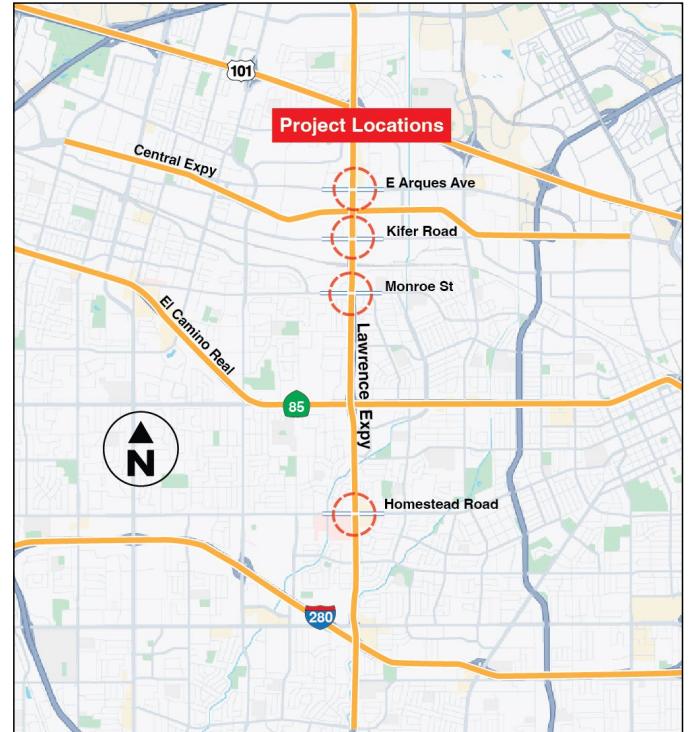 101
Project Locations
Central Expy
E Arques Ave
Kifer Road
Monroe St
El Camino Real
Lawrence Expy
85
N
Homestead Road
280